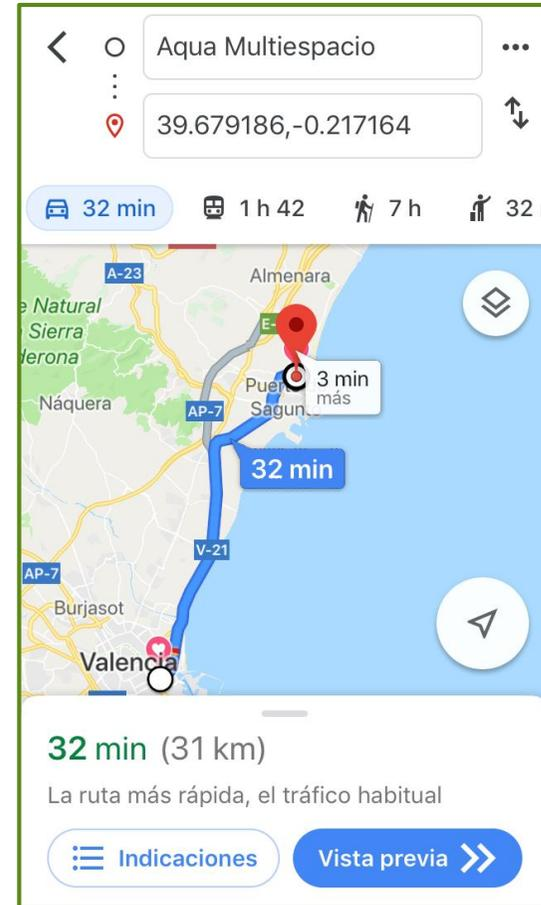 Aqua Multiespacio
39.679186,-0.217164
32 min
1 h 42
7 h
32
A-23
Almenara
e Natural
Sierra
derona
E-
3 min
más
Náquera
AP-7
Sagun
32 min
V-21
AP-7
Burjasot
Valencia
32 min (31 km)
La ruta más rápida, el tráfico habitual
Indicaciones
Vista previa